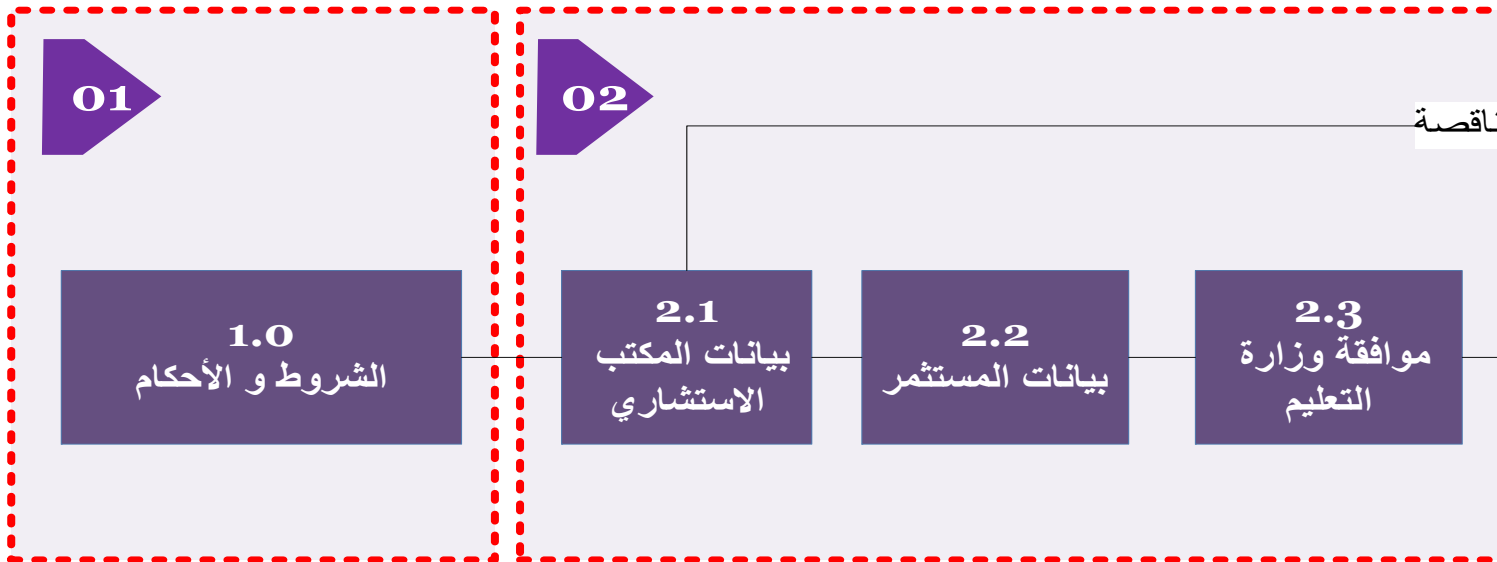 01
02
1.0
الشروط و الأحكام
2.1
بيانات المكتب
الاستشاري
2.2
بيانات المستثمر
2.3
موافقة وزارة
التعليم